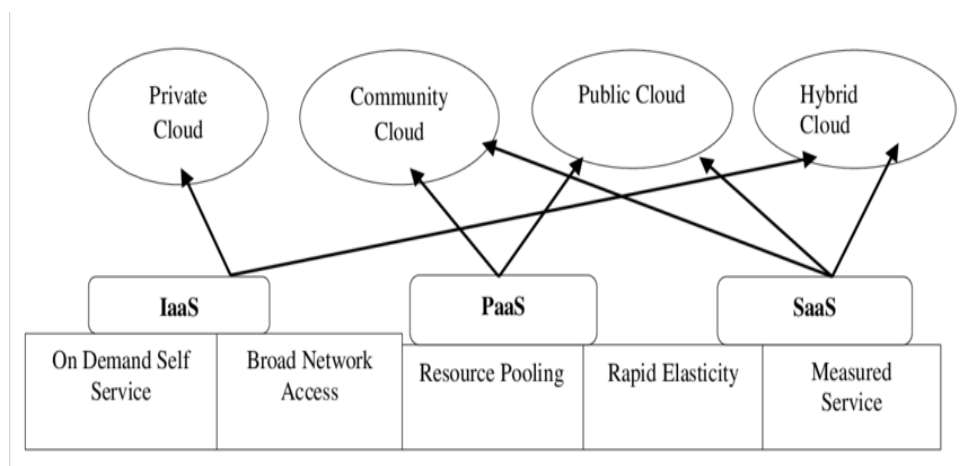 Private
Cloud
Community
Cloud
Public Cloud
Hybrid
Cloud
IaaS
PaaS
SaaS
On Demand Self
Service
Broad Network
Access
Resource Pooling
Rapid Elasticity
Measured
Service